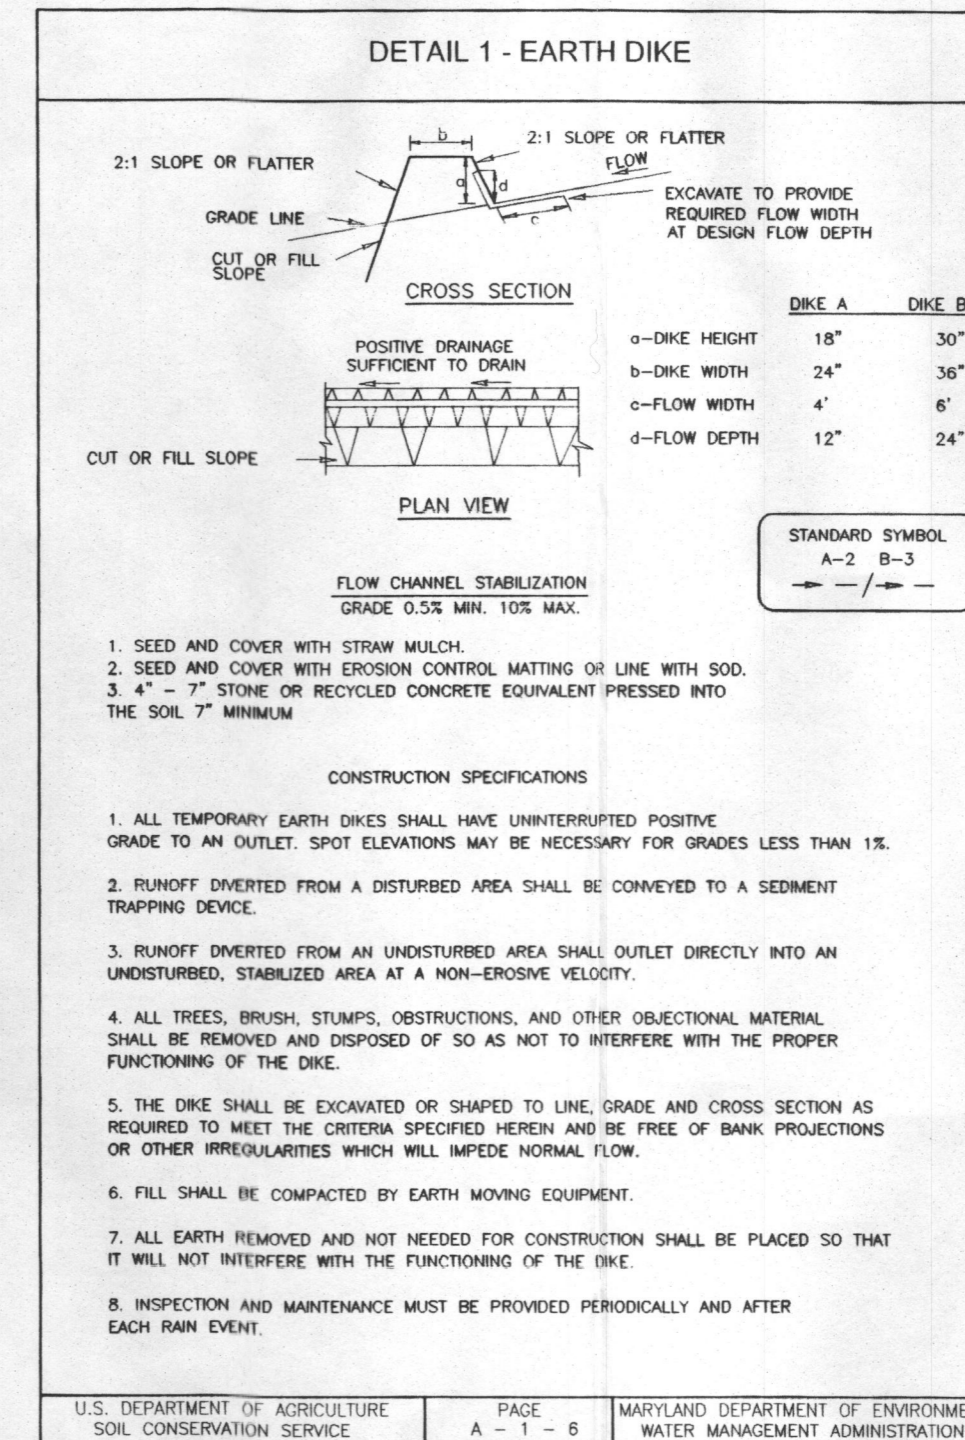 DETAIL 1 - EARTH DIKE
b
2:1 SLOPE OR FLATTER
2:1 SLOPE OR FLATTER
FLOW
a
d
EXCAVATE TO PROVIDE
REQUIRED FLOW WIDTH
AT DESIGN FLOW DEPTH
GRADE LINE
c
CUT OR FILL
SLOPE
CROSS SECTION
DIKE A DIKE B
a-DIKE HEIGHT 18" 30"
b-DIKE WIDTH 24" 36"
c-FLOW WIDTH 4' 6'
d-FLOW DEPTH 12" 24"
POSITIVE DRAINAGE
SUFFICIENT TO DRAIN
CUT OR FILL SLOPE
PLAN VIEW
STANDARD SYMBOL
A-2 B-3
FLOW CHANNEL STABILIZATION
GRADE 0.5% MIN. 10% MAX.
1. SEED AND COVER WITH STRAW MULCH.
2. SEED AND COVER WITH EROSION CONTROL MATTING OR LINE WITH SOD.
3. 4" - 7" STONE OR RECYCLED CONCRETE EQUIVALENT PRESSED INTO
THE SOIL 7" MINIMUM
CONSTRUCTION SPECIFICATIONS
1. ALL TEMPORARY EARTH DIKES SHALL HAVE UNINTERRUPTED POSITIVE
GRADE TO AN OUTLET. SPOT ELEVATIONS MAY BE NECESSARY FOR GRADES LESS THAN 1%.
2. RUNOFF DIVERTED FROM A DISTURBED AREA SHALL BE CONVEYED TO A SEDIMENT
TRAPPING DEVICE.
3. RUNOFF DIVERTED FROM AN UNDISTURBED AREA SHALL OUTLET DIRECTLY INTO AN
UNDISTURBED, STABILIZED AREA AT A NON-EROSIVE VELOCITY.
4. ALL TREES, BRUSH, STUMPS, OBSTRUCTIONS, AND OTHER OBJECTIONAL MATERIAL
SHALL BE REMOVED AND DISPOSED OF SO AS NOT TO INTERFERE WITH THE PROPER
FUNCTIONING OF THE DIKE.
5. THE DIKE SHALL BE EXCAVATED OR SHAPED TO LINE, GRADE AND CROSS SECTION AS
REQUIRED TO MEET THE CRITERIA SPECIFIED HEREIN AND BE FREE OF BANK PROJECTIONS
OR OTHER IRREGULARITIES WHICH WILL IMPEDE NORMAL FLOW.
6. FILL SHALL BE COMPACTED BY EARTH MOVING EQUIPMENT.
7. ALL EARTH REMOVED AND NOT NEEDED FOR CONSTRUCTION SHALL BE PLACED SO THAT
IT WILL NOT INTERFERE WITH THE FUNCTIONING OF THE DIKE.
8. INSPECTION AND MAINTENANCE MUST BE PROVIDED PERIODICALLY AND AFTER
EACH RAIN EVENT.
U.S. DEPARTMENT OF AGRICULTURE
SOIL CONSERVATION SERVICE
PAGE
A - 1 - 6
MARYLAND DEPARTMENT OF ENVIRONME
WATER MANAGEMENT ADMINISTRATION